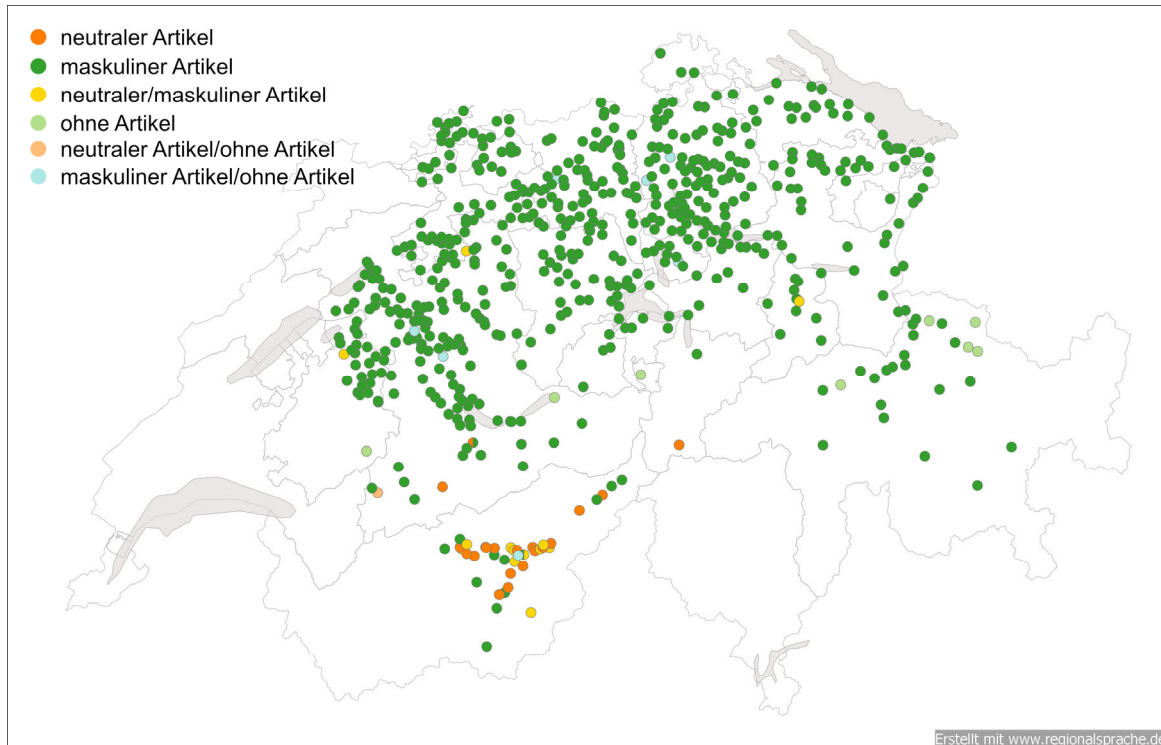 neutraler Artikel
maskuliner Artikel
neutraler/maskuliner Artikel
ohne Artikel
neutraler Artikel/ohne Artikel
maskuliner Artikel/ohne Artikel
Erstellt mit www.regionalsprache.de